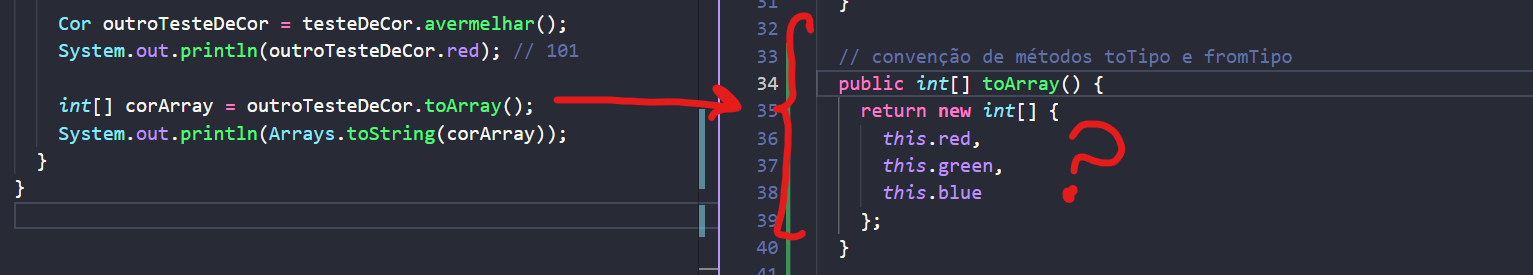 Cor outroTesteDeCor = testeDeCor.avermelhar();
System.out.println(outroTesteDeCor.red); // 101
int[] corArray = outroTesteDeCor.toArray();
System.out.println(Arrays.toString(corArray));
}
}
31 }
32
33 // convenção de métodos toTipo e fromTipo
34 public int[] toArray() {
35 return new int[] {
36 this.red,
37 this.green,
38 this.blue
39 };
40 }
41
?